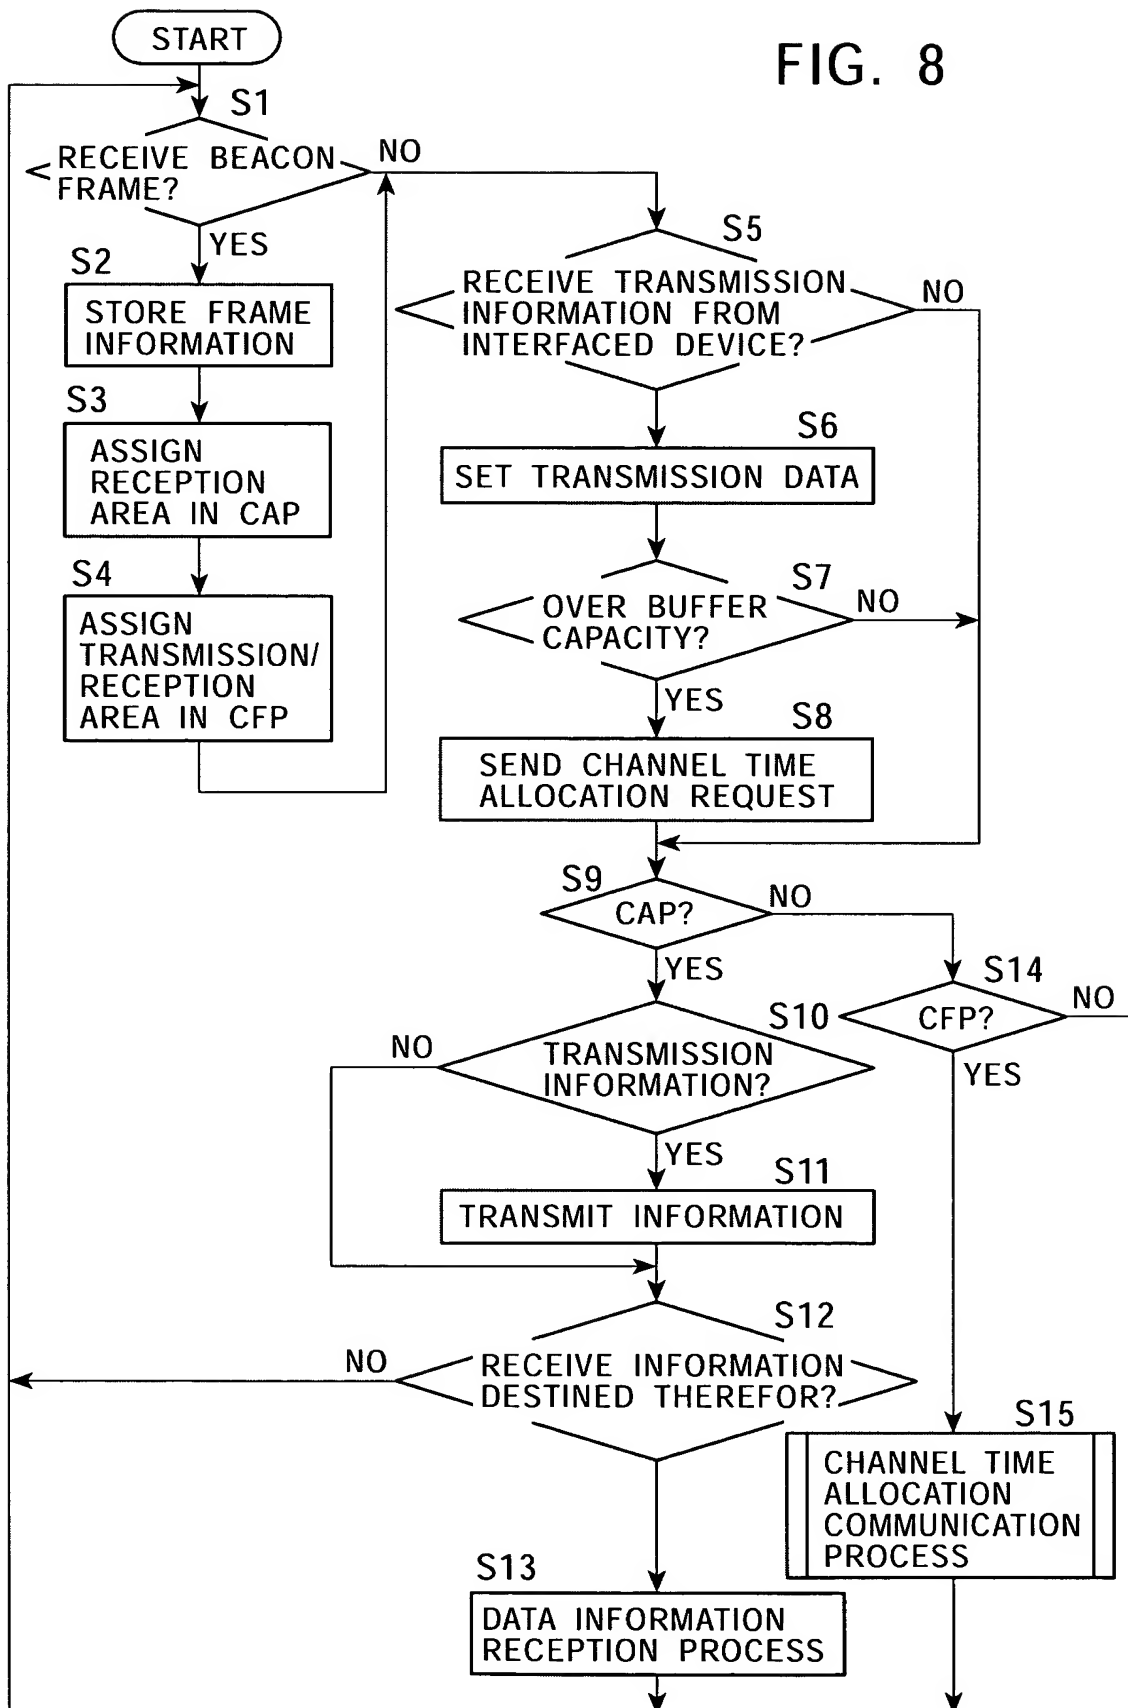 START
FIG. 8
S1
RECEIVE BEACON
FRAME?
NO
YES
S2
STORE FRAME
INFORMATION
S3
ASSIGN
RECEPTION
AREA IN CAP
S4
ASSIGN
TRANSMISSION/
RECEPTION
AREA IN CFP
S5
RECEIVE TRANSMISSION
INFORMATION FROM
INTERFACED DEVICE?
NO
S6
SET TRANSMISSION DATA
S7
OVER BUFFER
CAPACITY?
NO
YES
S8
SEND CHANNEL TIME
ALLOCATION REQUEST
S9
CAP?
NO
YES
S10
TRANSMISSION
INFORMATION?
NO
YES
S11
TRANSMIT INFORMATION
S12
RECEIVE INFORMATION
DESTINED THEREFOR?
NO
S13
DATA INFORMATION
RECEPTION PROCESS
S14
CFP?
NO
YES
S15
CHANNEL TIME
ALLOCATION
COMMUNICATION
PROCESS